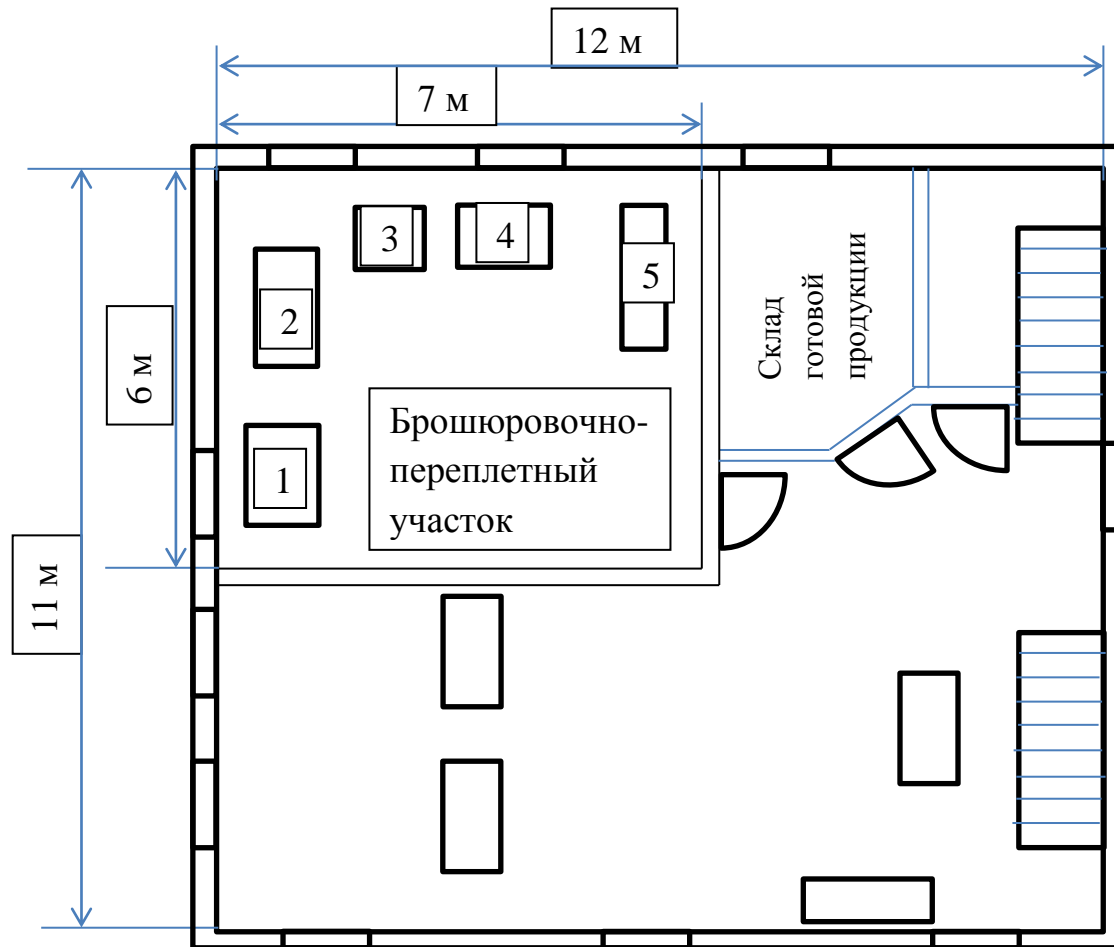 12 м
7 м
3
4
5
2
1
6 м
11 м
Брошюровочно-
переплетный
участок
Склад
готовой
продукции